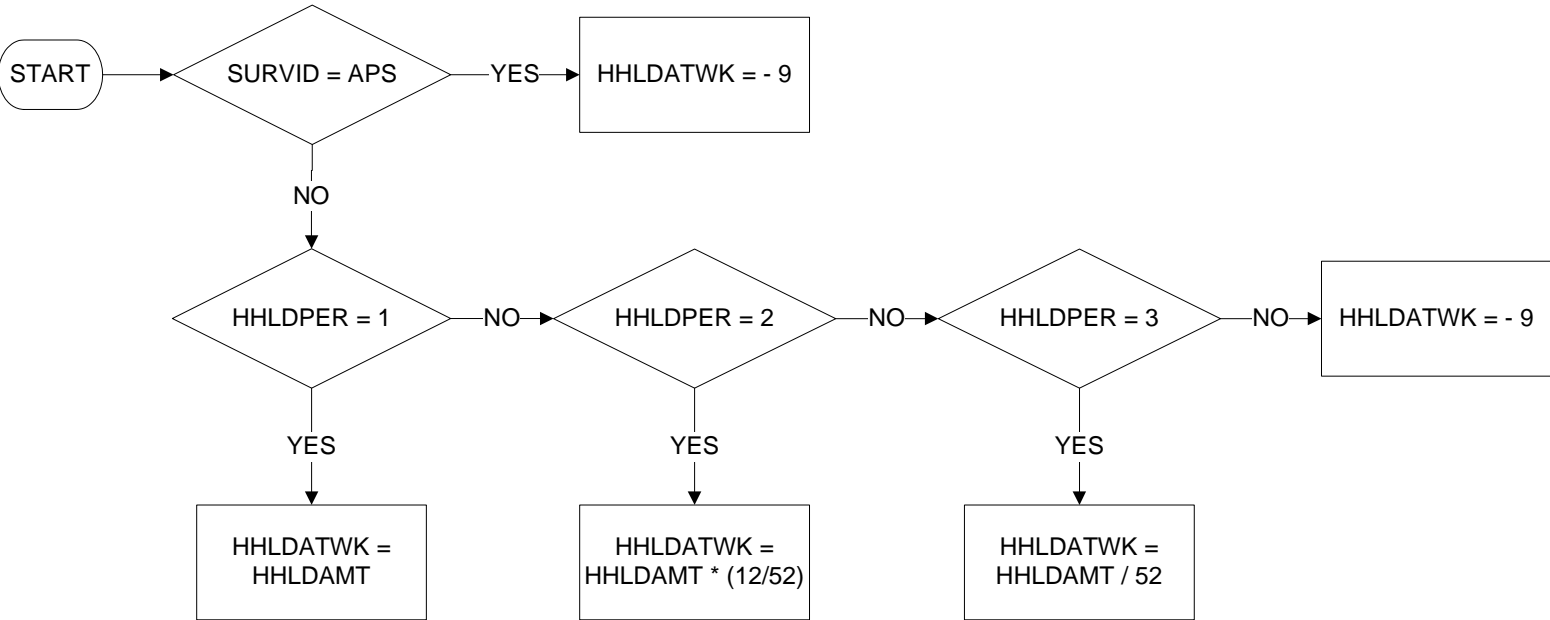 START
SURVID = APS
YES
HHLDATWK = - 9
NO
HHLDPER = 1
NO
HHLDPER = 2
NO
HHLDPER = 3
NO
HHLDATWK = - 9
YES
YES
YES
HHLDATWK =
HHLDAMT
HHLDATWK =
HHLDAMT * (12/52)
HHLDATWK =
HHLDAMT / 52